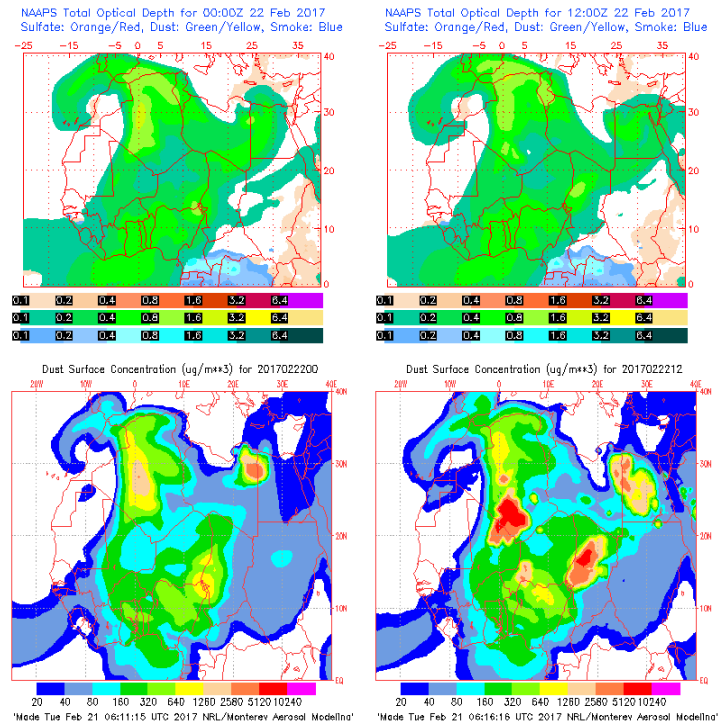 NAAPS Total Optical Depth for 00:00Z 22 Feb 2017
Sulfate: Orange/Red, Dust: Green/Yellow, Smoke: Blue
-25 -15 -5 0 5 15 25 35
40
30
20
10
0
0.1 0.2 0.4 0.8 1.6 3.2 6.4
0.1 0.2 0.4 0.8 1.6 3.2 6.4
0.1 0.2 0.4 0.8 1.6 3.2 6.4
NAAPS Total Optical Depth for 12:00Z 22 Feb 2017
Sulfate: Orange/Red, Dust: Green/Yellow, Smoke: Blue
-25 -15 -5 0 5 15 25 35
40
30
20
10
0
0.1 0.2 0.4 0.8 1.6 3.2 6.4
0.1 0.2 0.4 0.8 1.6 3.2 6.4
0.1 0.2 0.4 0.8 1.6 3.2 6.4
Dust Surface Concentration (ug/m**3) for 2017022200
20W 10W 0 10E 20E 30E 40E
40N
30N
20N
10N
EQ
20 40 80 160 320 640 1280 2560 5120 10240
'Made Tue Feb 21 06:11:15 UTC 2017 NRL/Monterey Aerosol Modeling'
Dust Surface Concentration (ug/m**3) for 2017022212
20W 10W 0 10E 20E 30E 40E
40N
30N
20N
10N
EQ
20 40 80 160 320 640 1280 2560 5120 10240
'Made Tue Feb 21 06:16:16 UTC 2017 NRL/Monterey Aerosol Modeling'